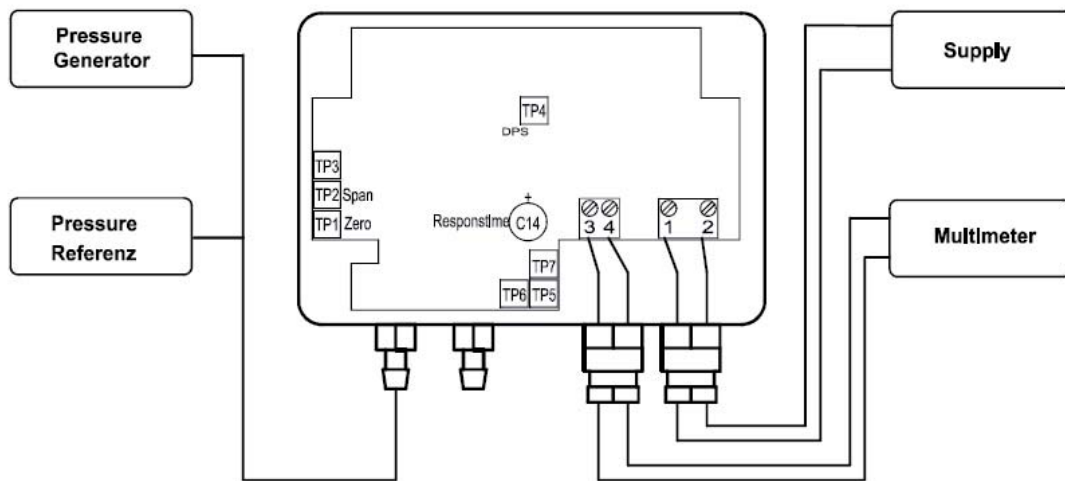 Pressure
Generator
Pressure
Referenz
TP4
DPS
TP3
TP2 Span
TP1 Zero
Responstime C14
+
3 4
1 2
TP7
TP6 TP5
Supply
Multimeter